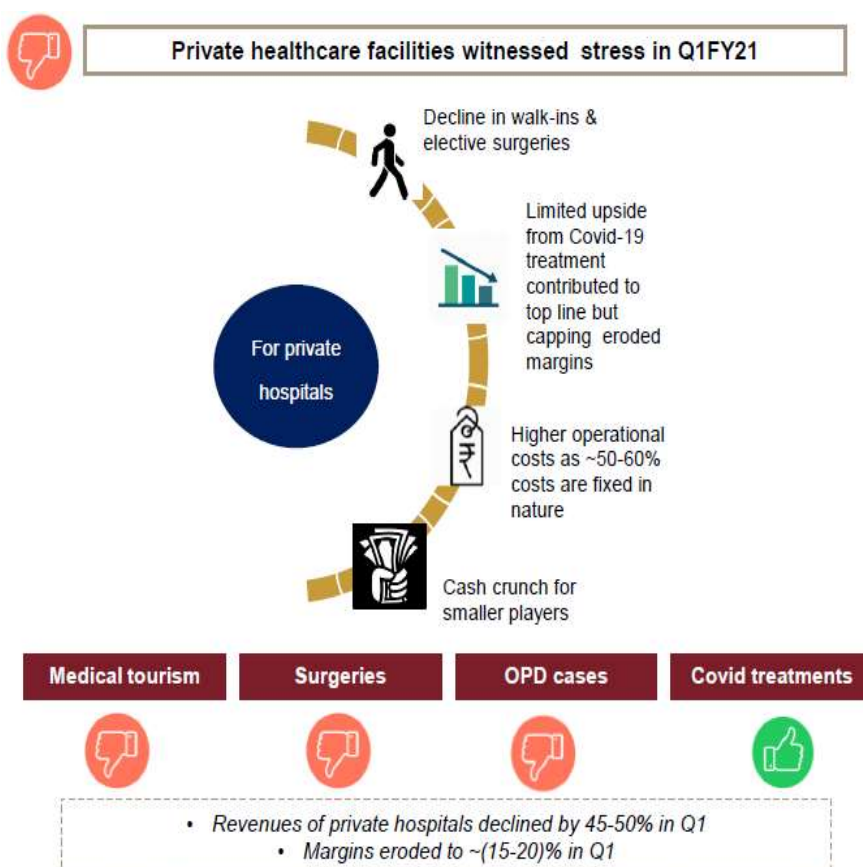 Private healthcare facilities witnessed stress in Q1FY21
Decline in walk-ins &
elective surgeries
Limited upside
from Covid-19
treatment
contributed to
top line but
capping eroded
margins
For private
hospitals
₹
Higher operational
costs as ~50-60%
costs are fixed in
nature
Cash crunch for
smaller players
Medical tourism
Surgeries
OPD cases
Covid treatments
• Revenues of private hospitals declined by 45-50% in Q1
• Margins eroded to ~(15-20)% in Q1